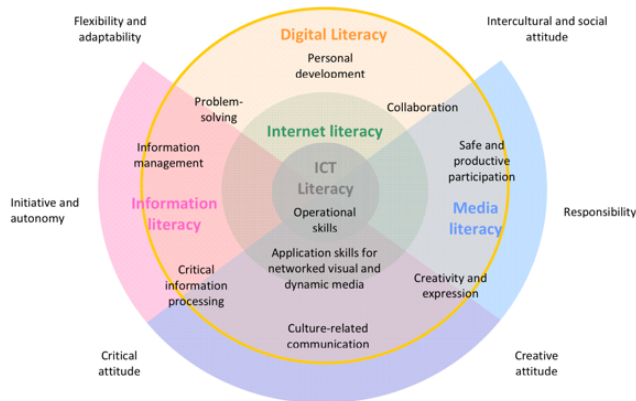 Flexibility and
adaptability
Intercultural and social
attitude
Digital Literacy
Personal
development
Problem-
solving
Collaboration
Internet literacy
Information
management
Safe and
productive
participation
ICT
Literacy
Initiative and
autonomy
Information
literacy
Operational
skills
Media
literacy
Responsibility
Application skills for
networked visual and
dynamic media
Critical
information
processing
Creativity and
expression
Culture-related
communication
Critical
attitude
Creative
attitude